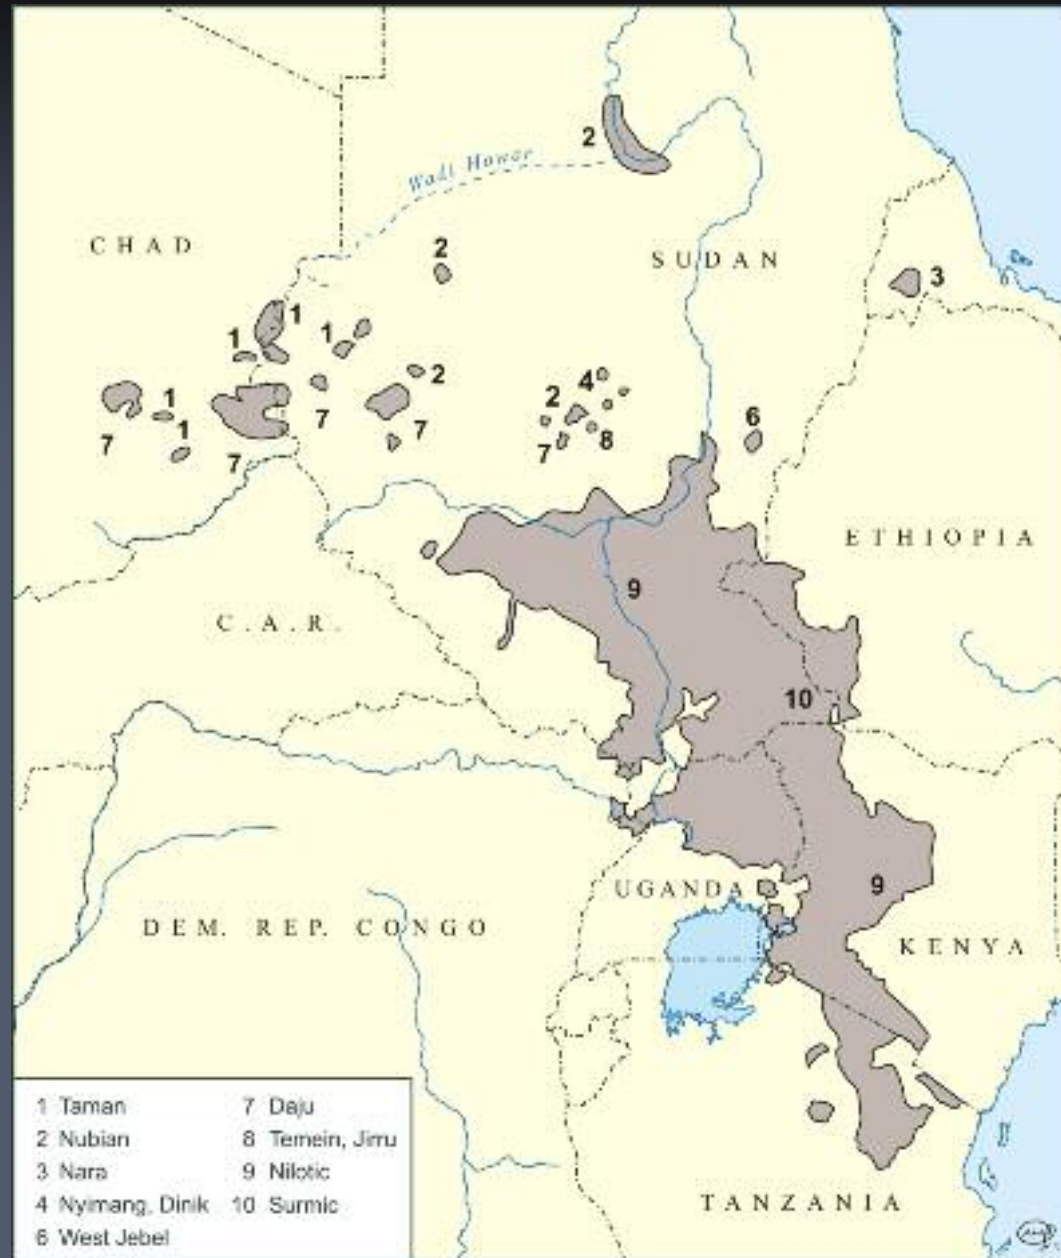 2
Wadi Howar
CHAD
SUDAN
2
3
1
1
1
2
4
2
1
7
7
6
1
7
8
7
7
ETHIOPIA
9
C.A.R.
10
UGANDA
9
DEM. REP. CONGO
KENYA
1 Taman
2 Nubian
3 Nara
4 Nyimang, Dinik
6 West Jebel
7 Daju
8 Temein, Jirru
9 Nilotic
10 Surmic
TANZANIA